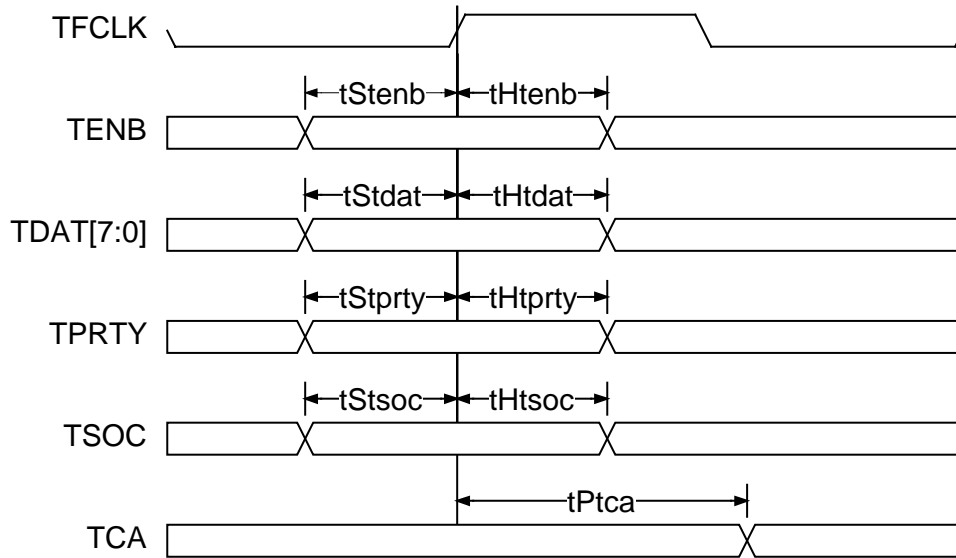 TFCLK
tStenb tHtenb
TENB
tStdat tHtdat
TDAT[7:0]
tStprty tHtprty
TPRTY
tStsoc tHtsoc
TSOC
tPtca
TCA